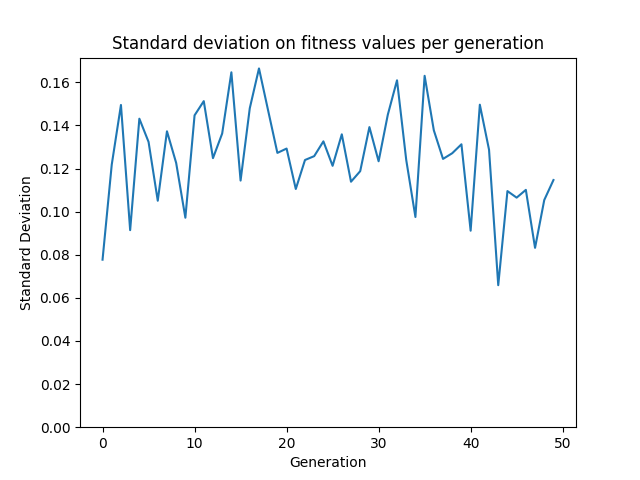 Standard deviation on fitness values per generation
0.16
0.14
0.12
0.10
0.08
0.06
0.04
0.02
0.00
Standard Deviation
0 10 20 30 40 50
Generation